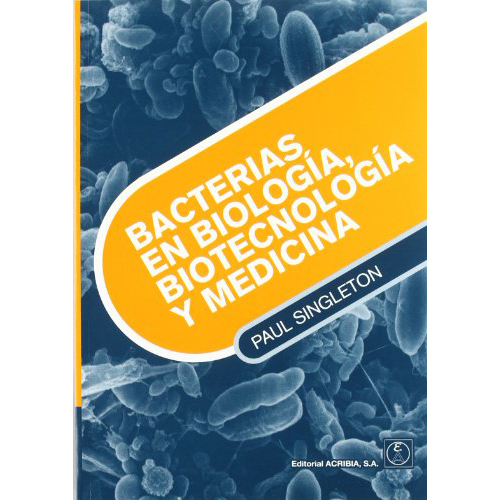 BACTERIAS
EN BIOLOGÍA,
BIOTECNOLOGÍA
Y MEDICINA
PAUL SINGLETON
Editorial ACRIBIA, S.A.